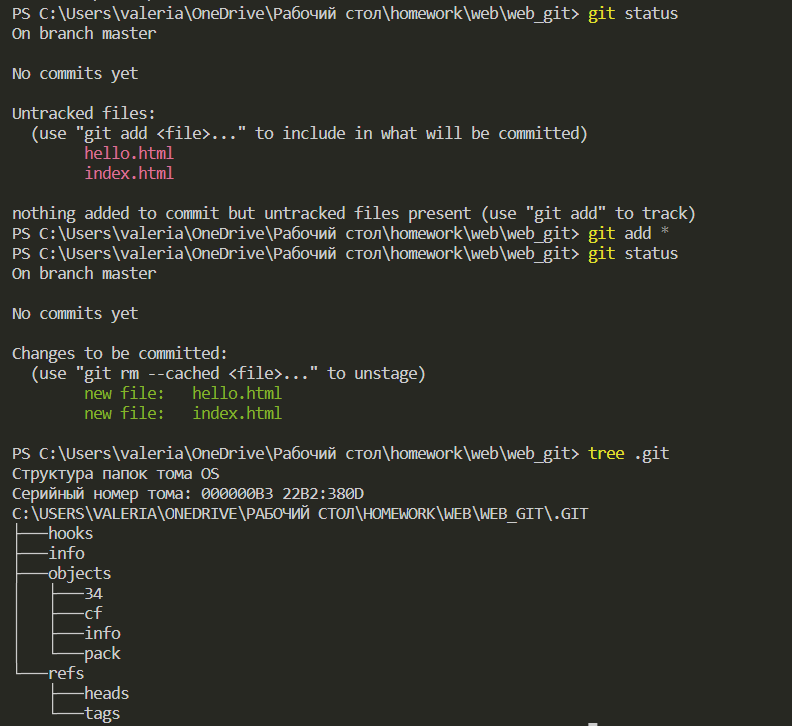 PS C:\Users\valeria\OneDrive\Рабочий стол\homework\web\web_git> git status
On branch master
No commits yet
Untracked files:
  (use "git add <file>..." to include in what will be committed)
        hello.html
        index.html
nothing added to commit but untracked files present (use "git add" to track)
PS C:\Users\valeria\OneDrive\Рабочий стол\homework\web\web_git> git add *
PS C:\Users\valeria\OneDrive\Рабочий стол\homework\web\web_git> git status
On branch master
No commits yet
Changes to be committed:
  (use "git rm --cached <file>..." to unstage)
        new file:   hello.html
        new file:   index.html
PS C:\Users\valeria\OneDrive\Рабочий стол\homework\web\web_git> tree .git
Структура папок тома OS
Серийный номер тома: 000000B3 22B2:380D
C:\USERS\VALERIA\ONEDRIVE\РАБОЧИЙ СТОЛ\HOMEWORK\WEB\WEB_GIT\.GIT
├───hooks
├───info
├───objects
│   ├───34
│   ├───cf
│   ├───info
│   └───pack
└───refs
    ├───heads
    └───tags